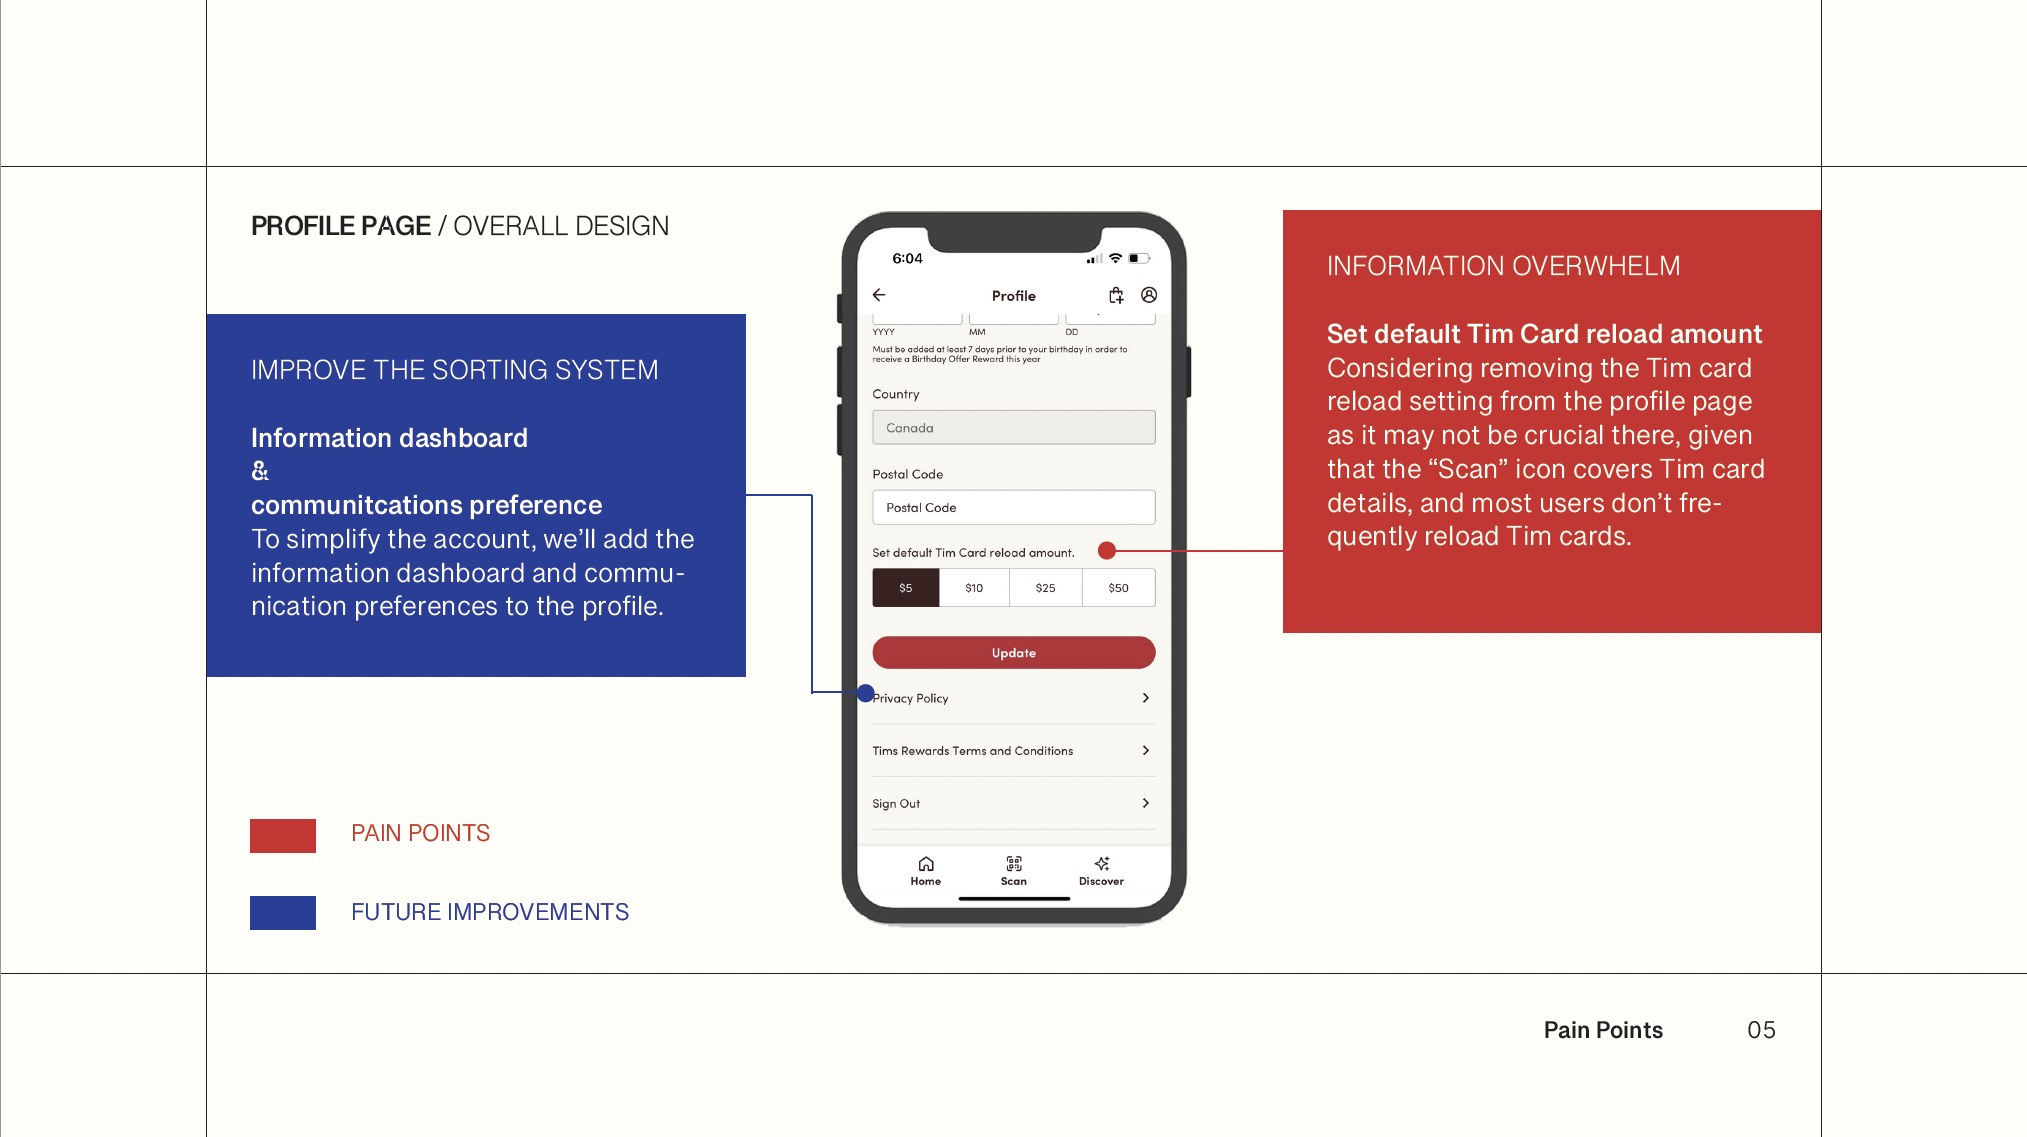 PROFILE PAGE / OVERALL DESIGN
IMPROVE THE SORTING SYSTEM
Information dashboard
&
communitcations preference
To simplify the account, we’ll add the
information dashboard and commu-
nication preferences to the profile.
PAIN POINTS
FUTURE IMPROVEMENTS
6:04
Profile
YYYY
MM
DD
Must be added at least 7 days prior to your birthday in order to
receive a Birthday Offer Reward this year
Country
Canada
Postal Code
Postal Code
Set default Tim Card reload amount.
$5
$10
$25
$50
Update
Privacy Policy
Tims Rewards Terms and Conditions
Sign Out
Home
Scan
Discover
INFORMATION OVERWHELM
Set default Tim Card reload amount
Considering removing the Tim card
reload setting from the profile page
as it may not be crucial there, given
that the “Scan” icon covers Tim card
details, and most users don’t fre-
quently reload Tim cards.
Pain Points
05